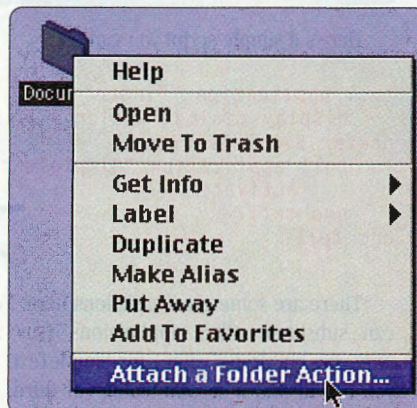 Docum
Help
Open
Move To Trash
Get Info
Label
Duplicate
Make Alias
Put Away
Add To Favorites
Attach a Folder Action...